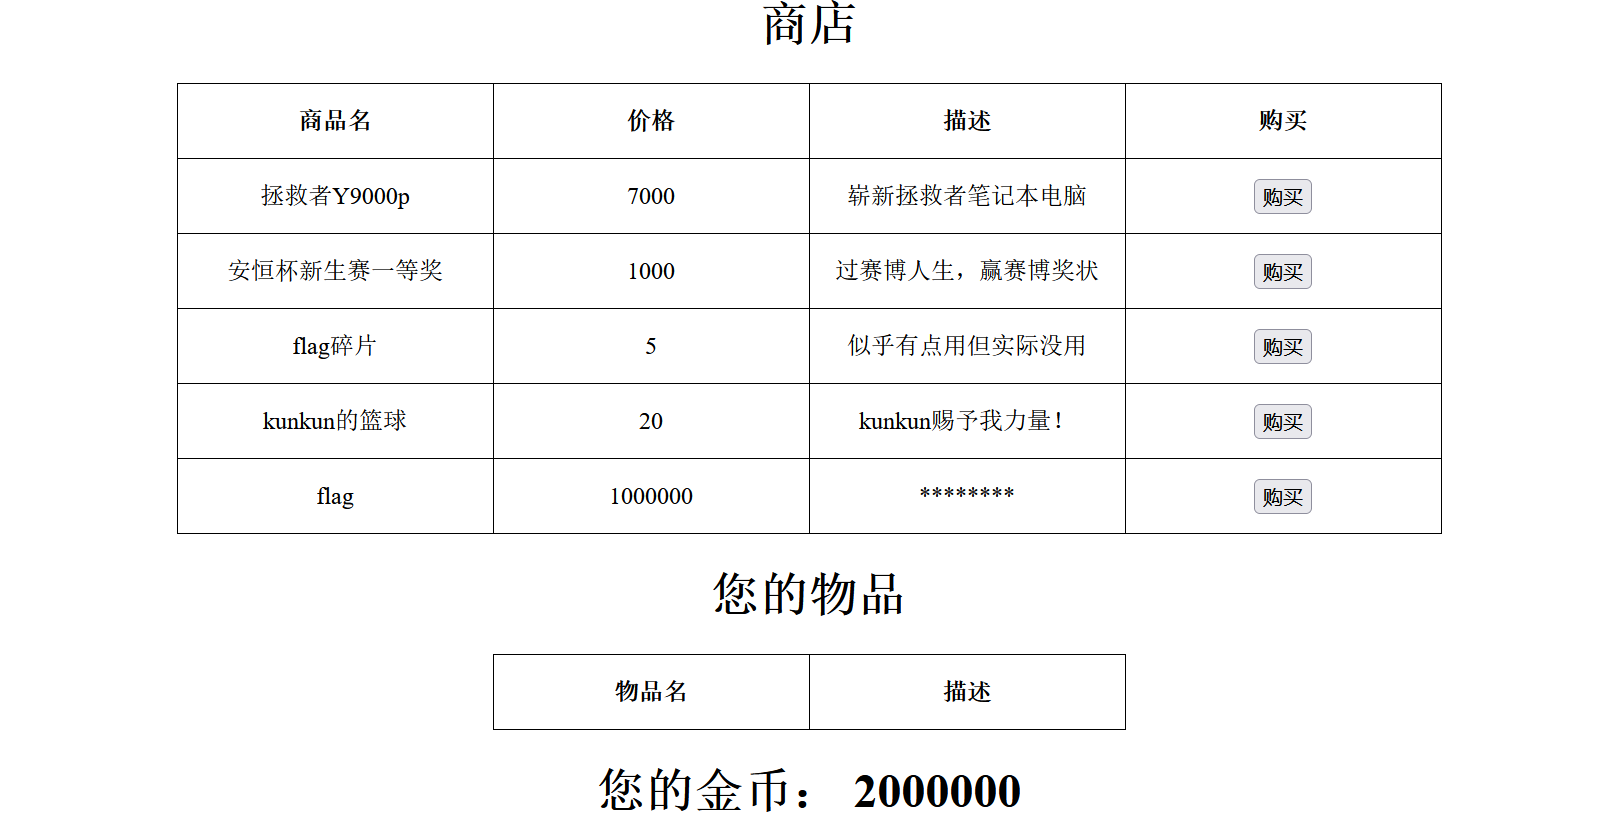 商店
商品名 价格 描述 购买
拯救者Y9000p 7000 崭新拯救者笔记本电脑 购买
安恒杯新生赛一等奖 1000 过赛博人生，赢赛博奖状 购买
flag碎片 5 似乎有点用但实际没用 购买
kunkun的篮球 20 kunkun赐予我力量！ 购买
flag 1000000 ******** 购买
您的物品
物品名 描述
您的金币： 2000000